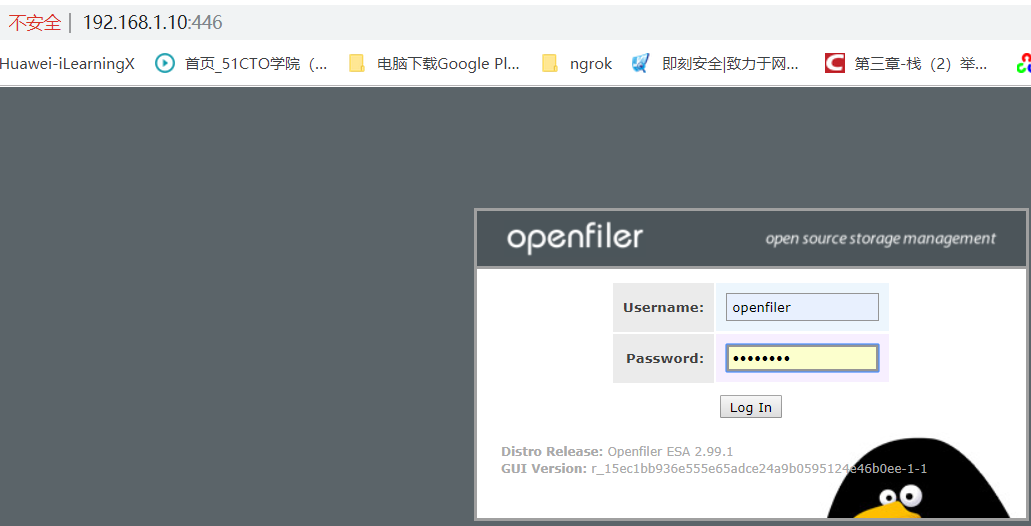 不安全 | 192.168.1.10:446
Huawei-iLearningX 首页_51CTO学院（... 电脑下载Google Pl... ngrok 即刻安全|致力于网... 第三章-栈（2）举...
openfiler open source storage management
Username: openfiler
Password: ••••••••
Log In
Distro Release: Openfiler ESA 2.99.1
GUI Version: r_15ec1bb936e555e65adce24a9b0595124e46b0ee-1-1